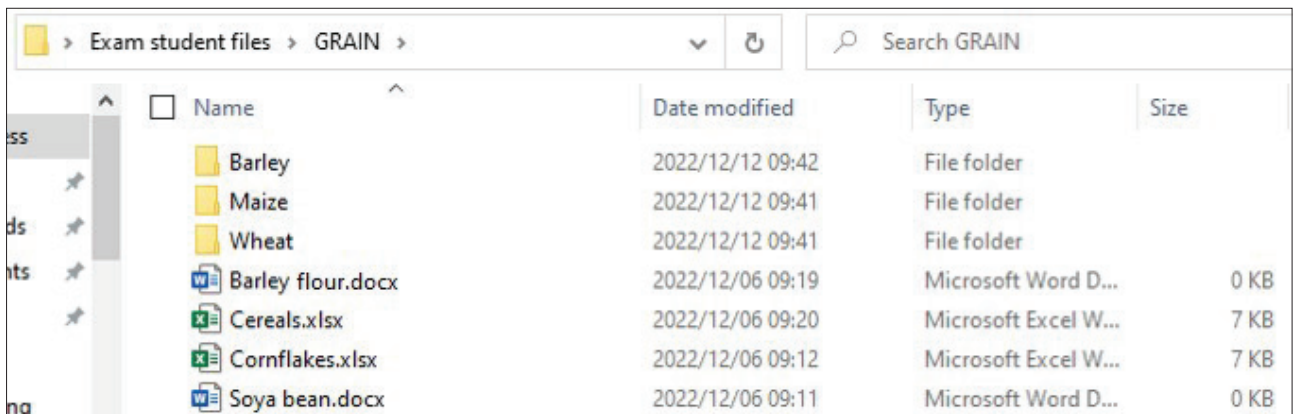 Exam student files > GRAIN > Search GRAIN
Name Date modified Type Size
ess
Barley 2022/12/12 09:42 File folder
Maize 2022/12/12 09:41 File folder
ds
Wheat 2022/12/12 09:41 File folder
nts
Barley flour.docx 2022/12/06 09:19 Microsoft Word D... 0 KB
Cereals.xlsx 2022/12/06 09:20 Microsoft Excel W... 7 KB
Cornflakes.xlsx 2022/12/06 09:12 Microsoft Excel W... 7 KB
ng
Soya bean.docx 2022/12/06 09:11 Microsoft Word D... 0 KB